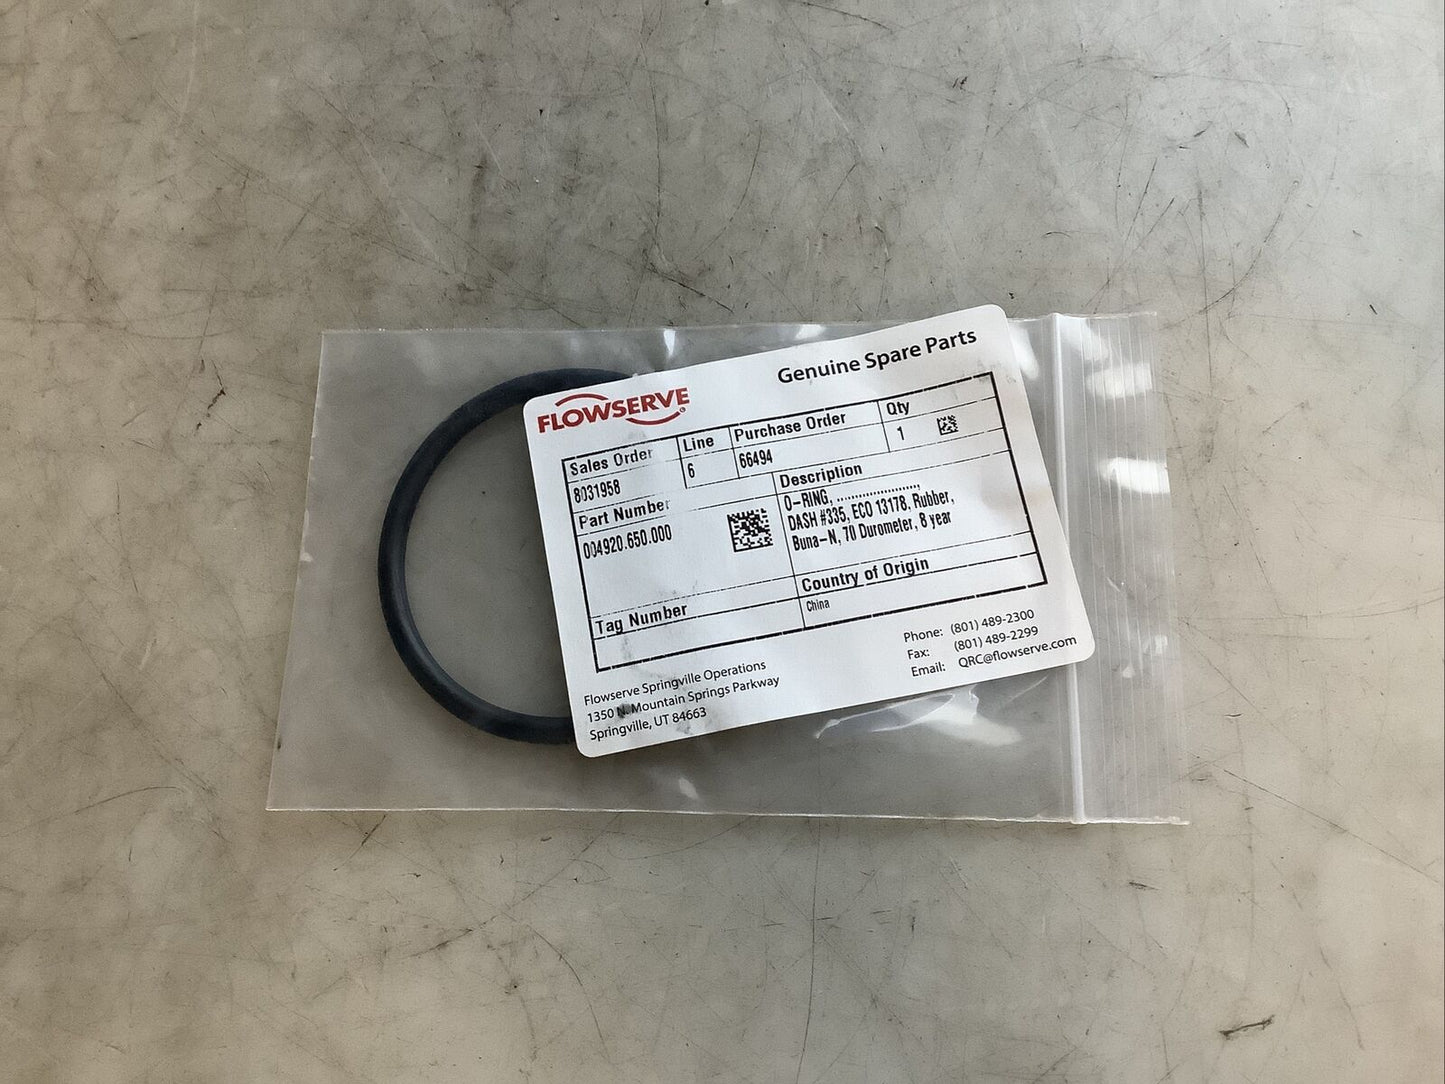 FLOWSERVE
Genuine Spare Parts
Sales Order Line Purchase Order Qty
8031958 6 66494 1
Part Number Description
004920.650.000 O-RING, .......................,
DASH #335, ECO 13178, Rubber,
Buna-N, 70 Durometer, 8 year
Tag Number Country of Origin
China
Flowserve Springville Operations
1350 N. Mountain Springs Parkway
Springville, UT 84663
Phone: (801) 489-2300
Fax: (801) 489-2299
Email: QRC@flowserve.com